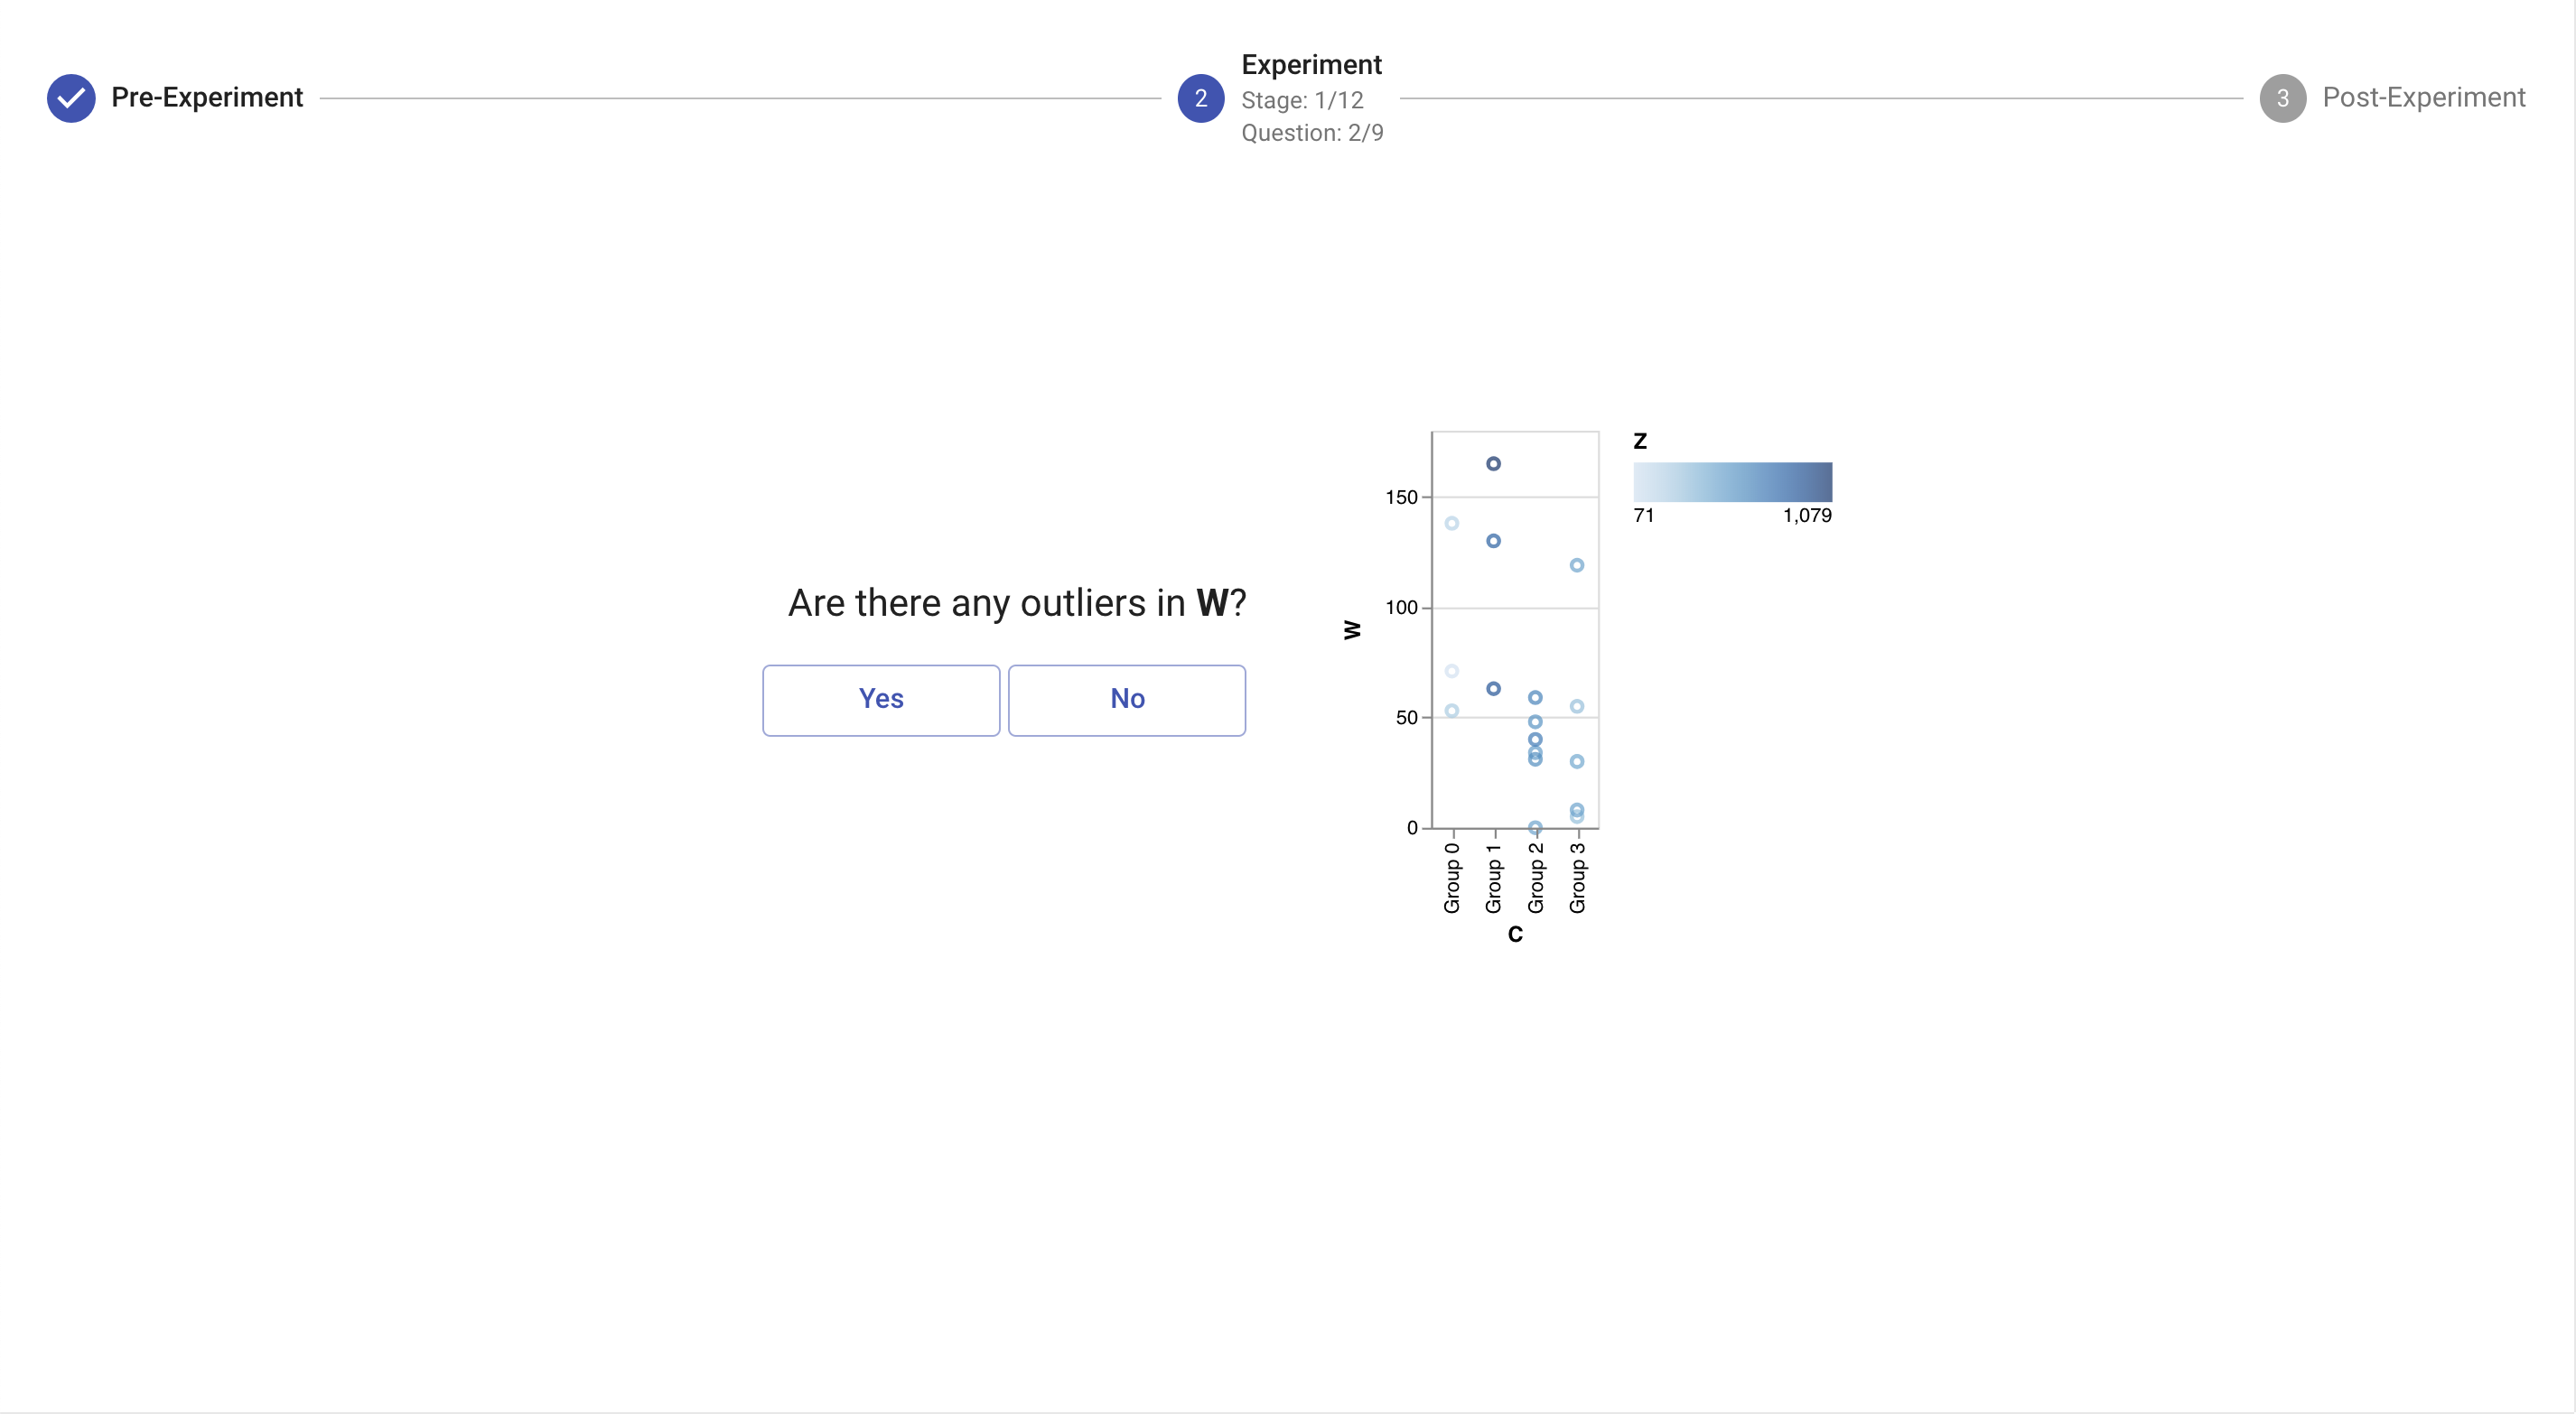 Pre-Experiment
2
Experiment
Stage: 1/12
Question: 2/9
3
Post-Experiment
Are there any outliers in W?
Yes
No
W
150
100
50
0
Group 0
Group 1
Group 2
Group 3
C
Z
71
1,079